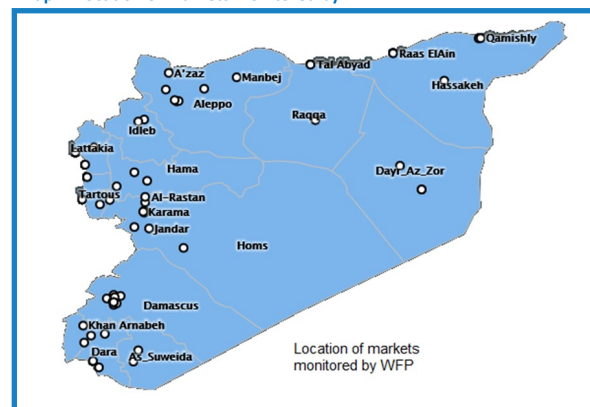 Qamishly
Raas ElAin
Tal Abyad
A'zaz
Manbej
Hassakeh
Aleppo
Raqqa
Idleb
Lattakia
Hama
Dayr_Az_Zor
Tartous
Al-Rastan
Karama
Jandar
Homs
Damascus
Khan Arnabeh
Dara
As_Suweida
Location of markets
monitored by WFP